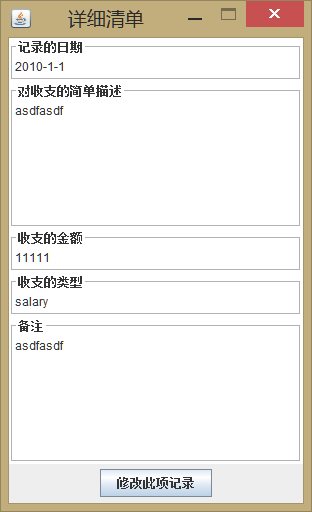 详细清单
记录的日期
2010-1-1
对收支的简单描述
asdfasdf
收支的金额
11111
收支的类型
salary
备注
asdfasdf
修改此项记录